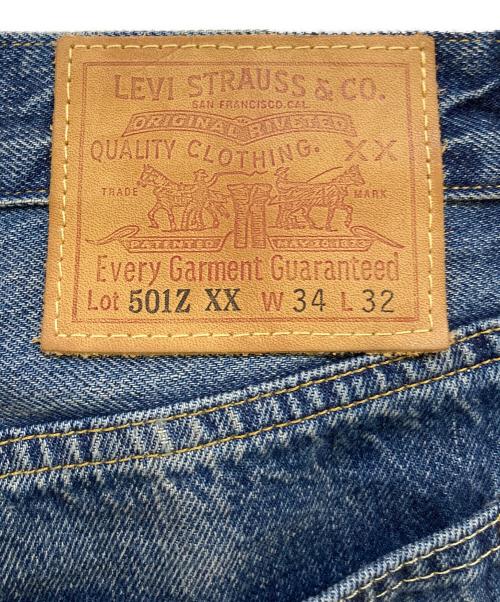 LEVI STRAUSS & CO.
SAN FRANCISCO, CAL.
ORIGINAL RIVETED
QUALITY CLOTHING. XX
TRADE MARK
PATENTED MAY 20 1873
Every Garment Guaranteed
Lot 501Z XX W 34 L 32